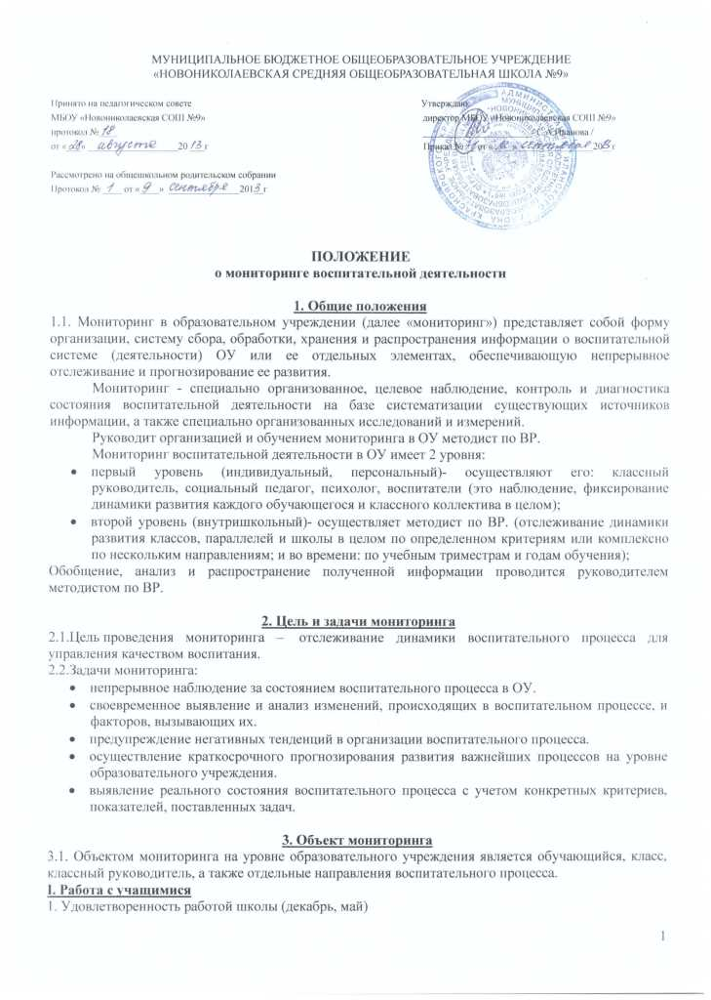 МУНИЦИПАЛЬНОЕ БЮДЖЕТНОЕ ОБЩЕОБРАЗОВАТЕЛЬНОЕ УЧРЕЖДЕНИЕ
«НОВОНИКОЛАЕВСКАЯ СРЕДНЯЯ ОБЩЕОБРАЗОВАТЕЛЬНАЯ ШКОЛА №9»
Принято на педагогическом совете
МБОУ «Новониколаевская СОШ №9»
протокол № 18
от « 28» августа 20 13 г
Утверждаю:
директор МБОУ «Новониколаевская СОШ №9»
Иванова /
Приказ № от « » сентября 2013 г
Рассмотрено на общешкольном родительском собрании
Протокол № 1 от « 9 » сентября 2013 г
ПОЛОЖЕНИЕ
о мониторинге воспитательной деятельности
1. Общие положения
1.1. Мониторинг в образовательном учреждении (далее «мониторинг») представляет собой форму
организации, систему сбора, обработки, хранения и распространения информации о воспитательной
системе (деятельности) ОУ или ее отдельных элементах, обеспечивающую непрерывное
отслеживание и прогнозирование ее развития.
Мониторинг - специально организованное, целевое наблюдение, контроль и диагностика
состояния воспитательной деятельности на базе систематизации существующих источников
информации, а также специально организованных исследований и измерений.
Руководит организацией и обучением мониторинга в ОУ методист по ВР.
Мониторинг воспитательной деятельности в ОУ имеет 2 уровня:
• первый уровень (индивидуальный, персональный)- осуществляют его: классный
руководитель, социальный педагог, психолог, воспитатели (это наблюдение, фиксирование
динамики развития каждого обучающегося и классного коллектива в целом);
• второй уровень (внутришкольный)- осуществляет методист по ВР. (отслеживание динамики
развития классов, параллелей и школы в целом по определенном критериям или комплексно
по нескольким направлениям; и во времени: по учебным триместрам и годам обучения);
Обобщение, анализ и распространение полученной информации проводится руководителем
методистом по ВР.
2. Цель и задачи мониторинга
2.1.Цель проведения мониторинга – отслеживание динамики воспитательного процесса для
управления качеством воспитания.
2.2.Задачи мониторинга:
• непрерывное наблюдение за состоянием воспитательного процесса в ОУ.
• своевременное выявление и анализ изменений, происходящих в воспитательном процессе, и
факторов, вызывающих их.
• предупреждение негативных тенденций в организации воспитательного процесса.
• осуществление краткосрочного прогнозирования развития важнейших процессов на уровне
образовательного учреждения.
• выявление реального состояния воспитательного процесса с учетом конкретных критериев,
показателей, поставленных задач.
3. Объект мониторинга
3.1. Объектом мониторинга на уровне образовательного учреждения является обучающийся, класс,
классный руководитель, а также отдельные направления воспитательного процесса.
I. Работа с учащимися
1. Удовлетворенность работой школы (декабрь, май)
1